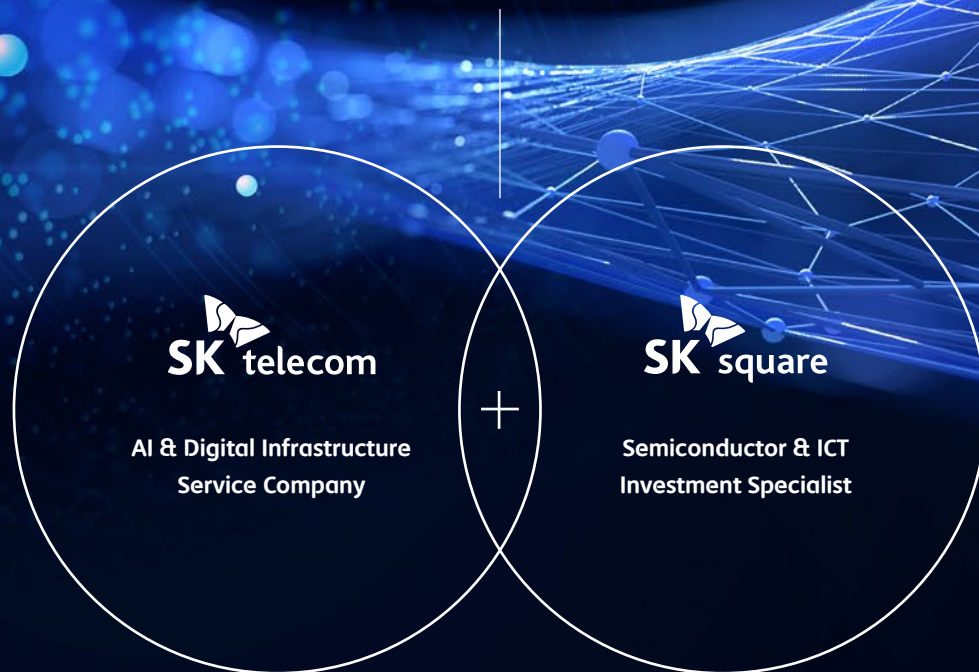 SK telecom
AI & Digital Infrastructure
Service Company
+
SK square
Semiconductor & ICT
Investment Specialist